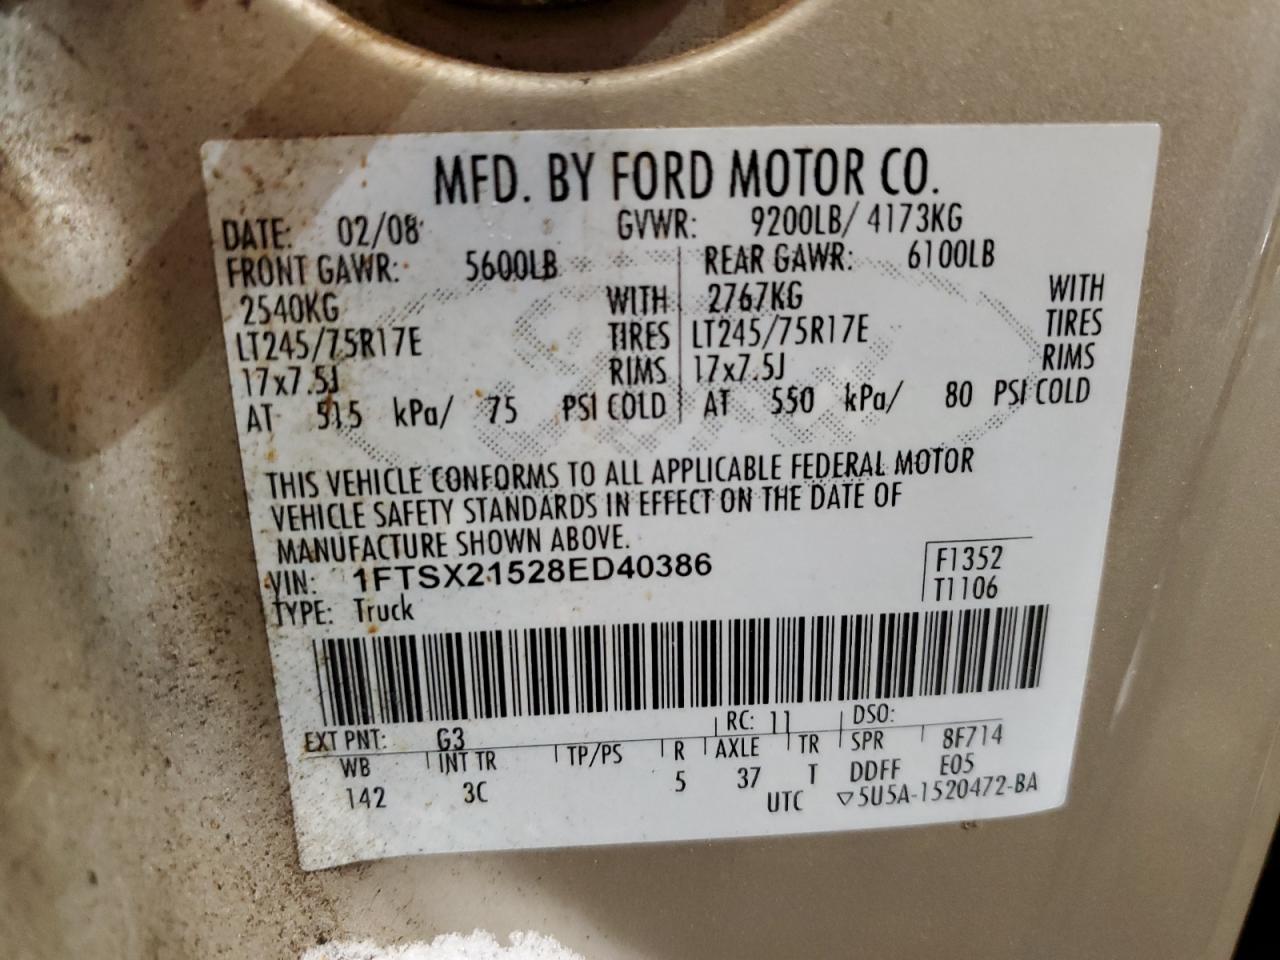 MFD. BY FORD MOTOR CO.
DATE: 02/08 GVWR: 9200LB/ 4173KG
FRONT GAWR: 5600LB REAR GAWR: 6100LB
2540KG WITH 2767KG WITH
LT245/75R17E TIRES LT245/75R17E TIRES
17x7.5J RIMS 17x7.5J RIMS
AT 515 kPa/ 75 PSI COLD AT 550 kPa/ 80 PSI COLD
THIS VEHICLE CONFORMS TO ALL APPLICABLE FEDERAL MOTOR
VEHICLE SAFETY STANDARDS IN EFFECT ON THE DATE OF
MANUFACTURE SHOWN ABOVE.
VIN: 1FTSX21528ED40386 F1352
TYPE: Truck T1106
EXT PNT: G3 RC: 11 DSO:
WB INT TR TP/PS R AXLE TR SPR 8F714
142 3C 5 37 T DDFF E05
UTC ▽5U5A-1520472-BA